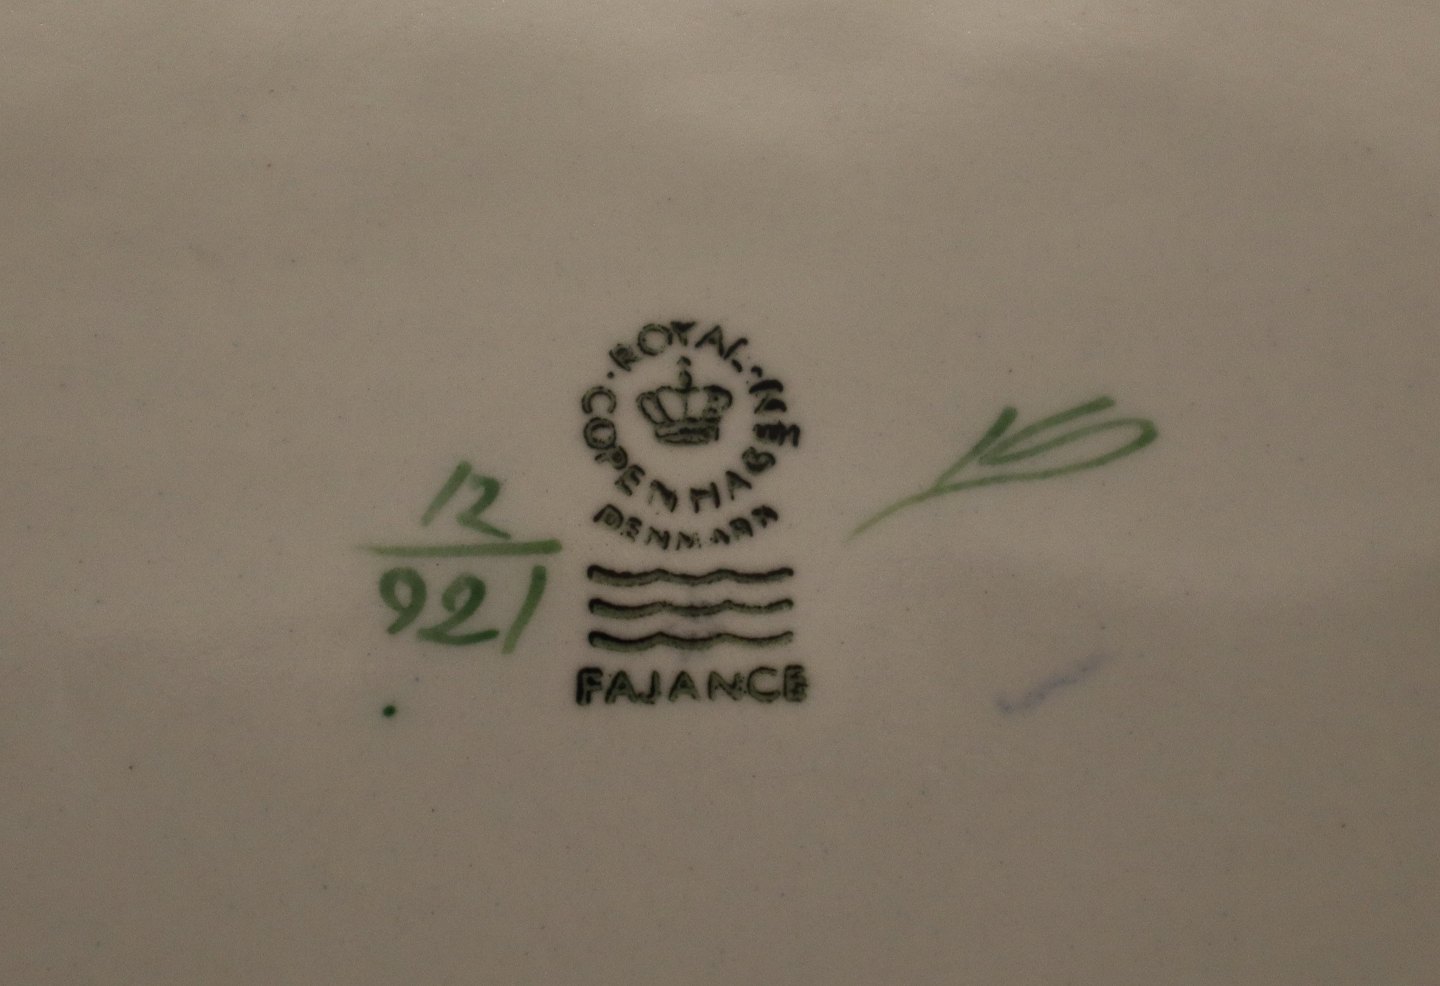 ROYAL
COPENHAGEN
DENMARK
FAJANCE
12
921